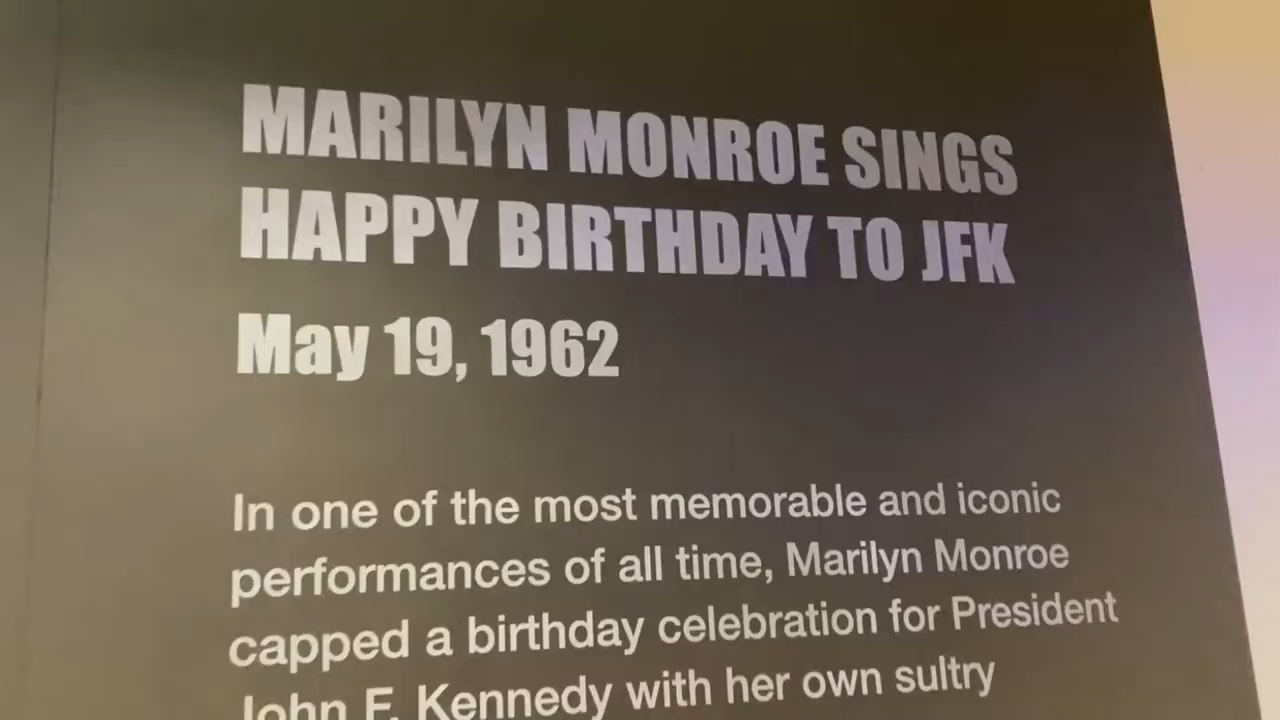 MARILYN MONROE SINGS
HAPPY BIRTHDAY TO JFK
May 19, 1962
In one of the most memorable and iconic
performances of all time, Marilyn Monroe
capped a birthday celebration for President
John F. Kennedy with her own sultry